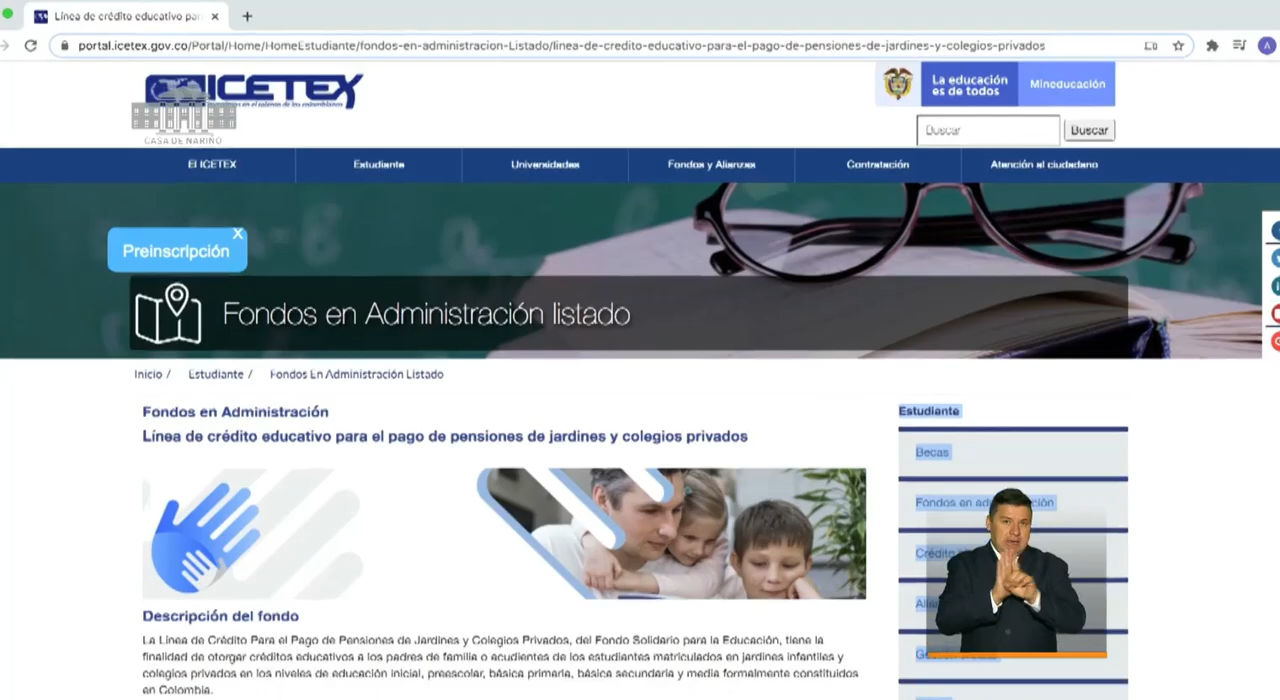 Línea de crédito educativo par
portal.icetex.gov.co/Portal/Home/HomeEstudiante/fondos-en-administracion-Listado/linea-de-credito-educativo-para-el-pago-de-pensiones-de-jardines-y-colegios-privados
A
ICETEX
CASA DE NARIÑO
La educación
es de todos
Mineducación
Buscar
Buscar
El ICETEX
Estudiante
Universidades
Fondos y Alianzas
Contratación
Atención al ciudadano
Preinscripción
X
Fondos en Administración listado
Inicio /
Estudiante /
Fondos En Administración Listado
Fondos en Administración
Línea de crédito educativo para el pago de pensiones de jardines y colegios privados
Descripción del fondo
La Línea de Crédito Para el Pago de Pensiones de Jardines y Colegios Privados, del Fondo Solidario para la Educación, tiene la
finalidad de otorgar créditos educativos a los padres de familia o acudientes de los estudiantes matriculados en jardines infantiles y
colegios privados en los niveles de educación inicial, preescolar, básica primaria, básica secundaria y media formalmente constituidos
en Colombia.
Estudiante
Becas
Fondos en
Crédito